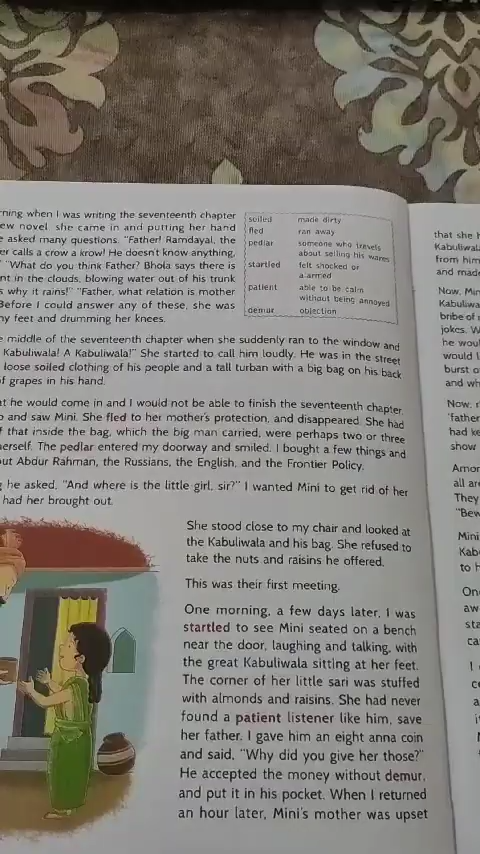 rning when I was writing the seventeenth chapter
ew novel she came in and putting her hand
e asked many questions. "Father! Ramdayal, the
er calls a crow a krow! He doesn't know anything,
" "What do you think Father? Bhola says there is
nt in the clouds, blowing water out of his trunk
s why it rains!" "Father, what relation is mother
Before I could answer any of these, she was
my feet and drumming her knees.
soiled made dirty
fled ran away
pedlar someone who travels
about selling his wares
startled felt shocked or
alarmed
patient able to be calm
without being annoyed
demur objection
e middle of the seventeenth chapter when she suddenly ran to the window and
Kabuliwala! A Kabuliwala!" She started to call him loudly. He was in the street
loose soiled clothing of his people and a tall turban with a big bag on his back
of grapes in his hand.
at he would come in and I would not be able to finish the seventeenth chapter.
p and saw Mini. She fled to her mother's protection, and disappeared. She had
f that inside the bag, which the big man carried, were perhaps two or three
herself. The pedlar entered my doorway and smiled. I bought a few things and
out Abdur Rahman, the Russians, the English, and the Frontier Policy.
g he asked, "And where is the little girl, sir?" I wanted Mini to get rid of her
had her brought out.
She stood close to my chair and looked at
the Kabuliwala and his bag. She refused to
take the nuts and raisins he offered.
This was their first meeting.
One morning, a few days later, I was
startled to see Mini seated on a bench
near the door, laughing and talking, with
the great Kabuliwala sitting at her feet.
The corner of her little sari was stuffed
with almonds and raisins. She had never
found a patient listener like him, save
her father. I gave him an eight anna coin
and said, "Why did you give her those?"
He accepted the money without demur,
and put it in his pocket. When I returned
an hour later, Mini's mother was upset
that she h
Kabuliwal
from him
and made
Now, Min
Kabuliwa
bribe of
jokes. W
he wou
would l
burst o
and wh
Now, r
'father
had ke
show
Amor
all ar
They
"Bew
Mini
Kab
to h
On
aw
sta
ca
I
c
a
i